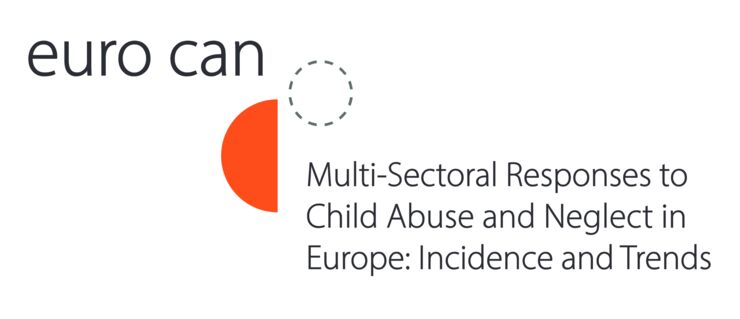 euro can
Multi-Sectoral Responses to
Child Abuse and Neglect in
Europe: Incidence and Trends